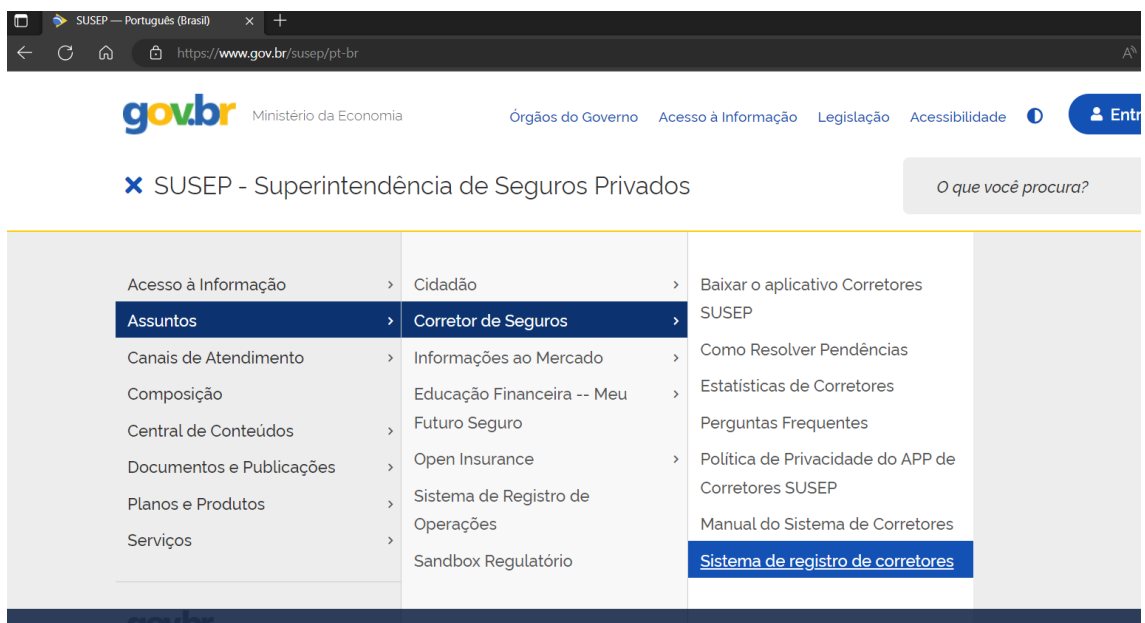 SUSEP — Português (Brasil)
https://www.gov.br/susep/pt-br
gov.br
Ministério da Economia
Órgãos do Governo
Acesso à Informação
Legislação
Acessibilidade
Entr
SUSEP - Superintendência de Seguros Privados
O que você procura?
Acesso à Informação
Assuntos
Canais de Atendimento
Composição
Central de Conteúdos
Documentos e Publicações
Planos e Produtos
Serviços
Cidadão
Corretor de Seguros
Informações ao Mercado
Educação Financeira -- Meu
Futuro Seguro
Open Insurance
Sistema de Registro de
Operações
Sandbox Regulatório
Baixar o aplicativo Corretores
SUSEP
Como Resolver Pendências
Estatísticas de Corretores
Perguntas Frequentes
Política de Privacidade do APP de
Corretores SUSEP
Manual do Sistema de Corretores
Sistema de registro de corretores
gov.br